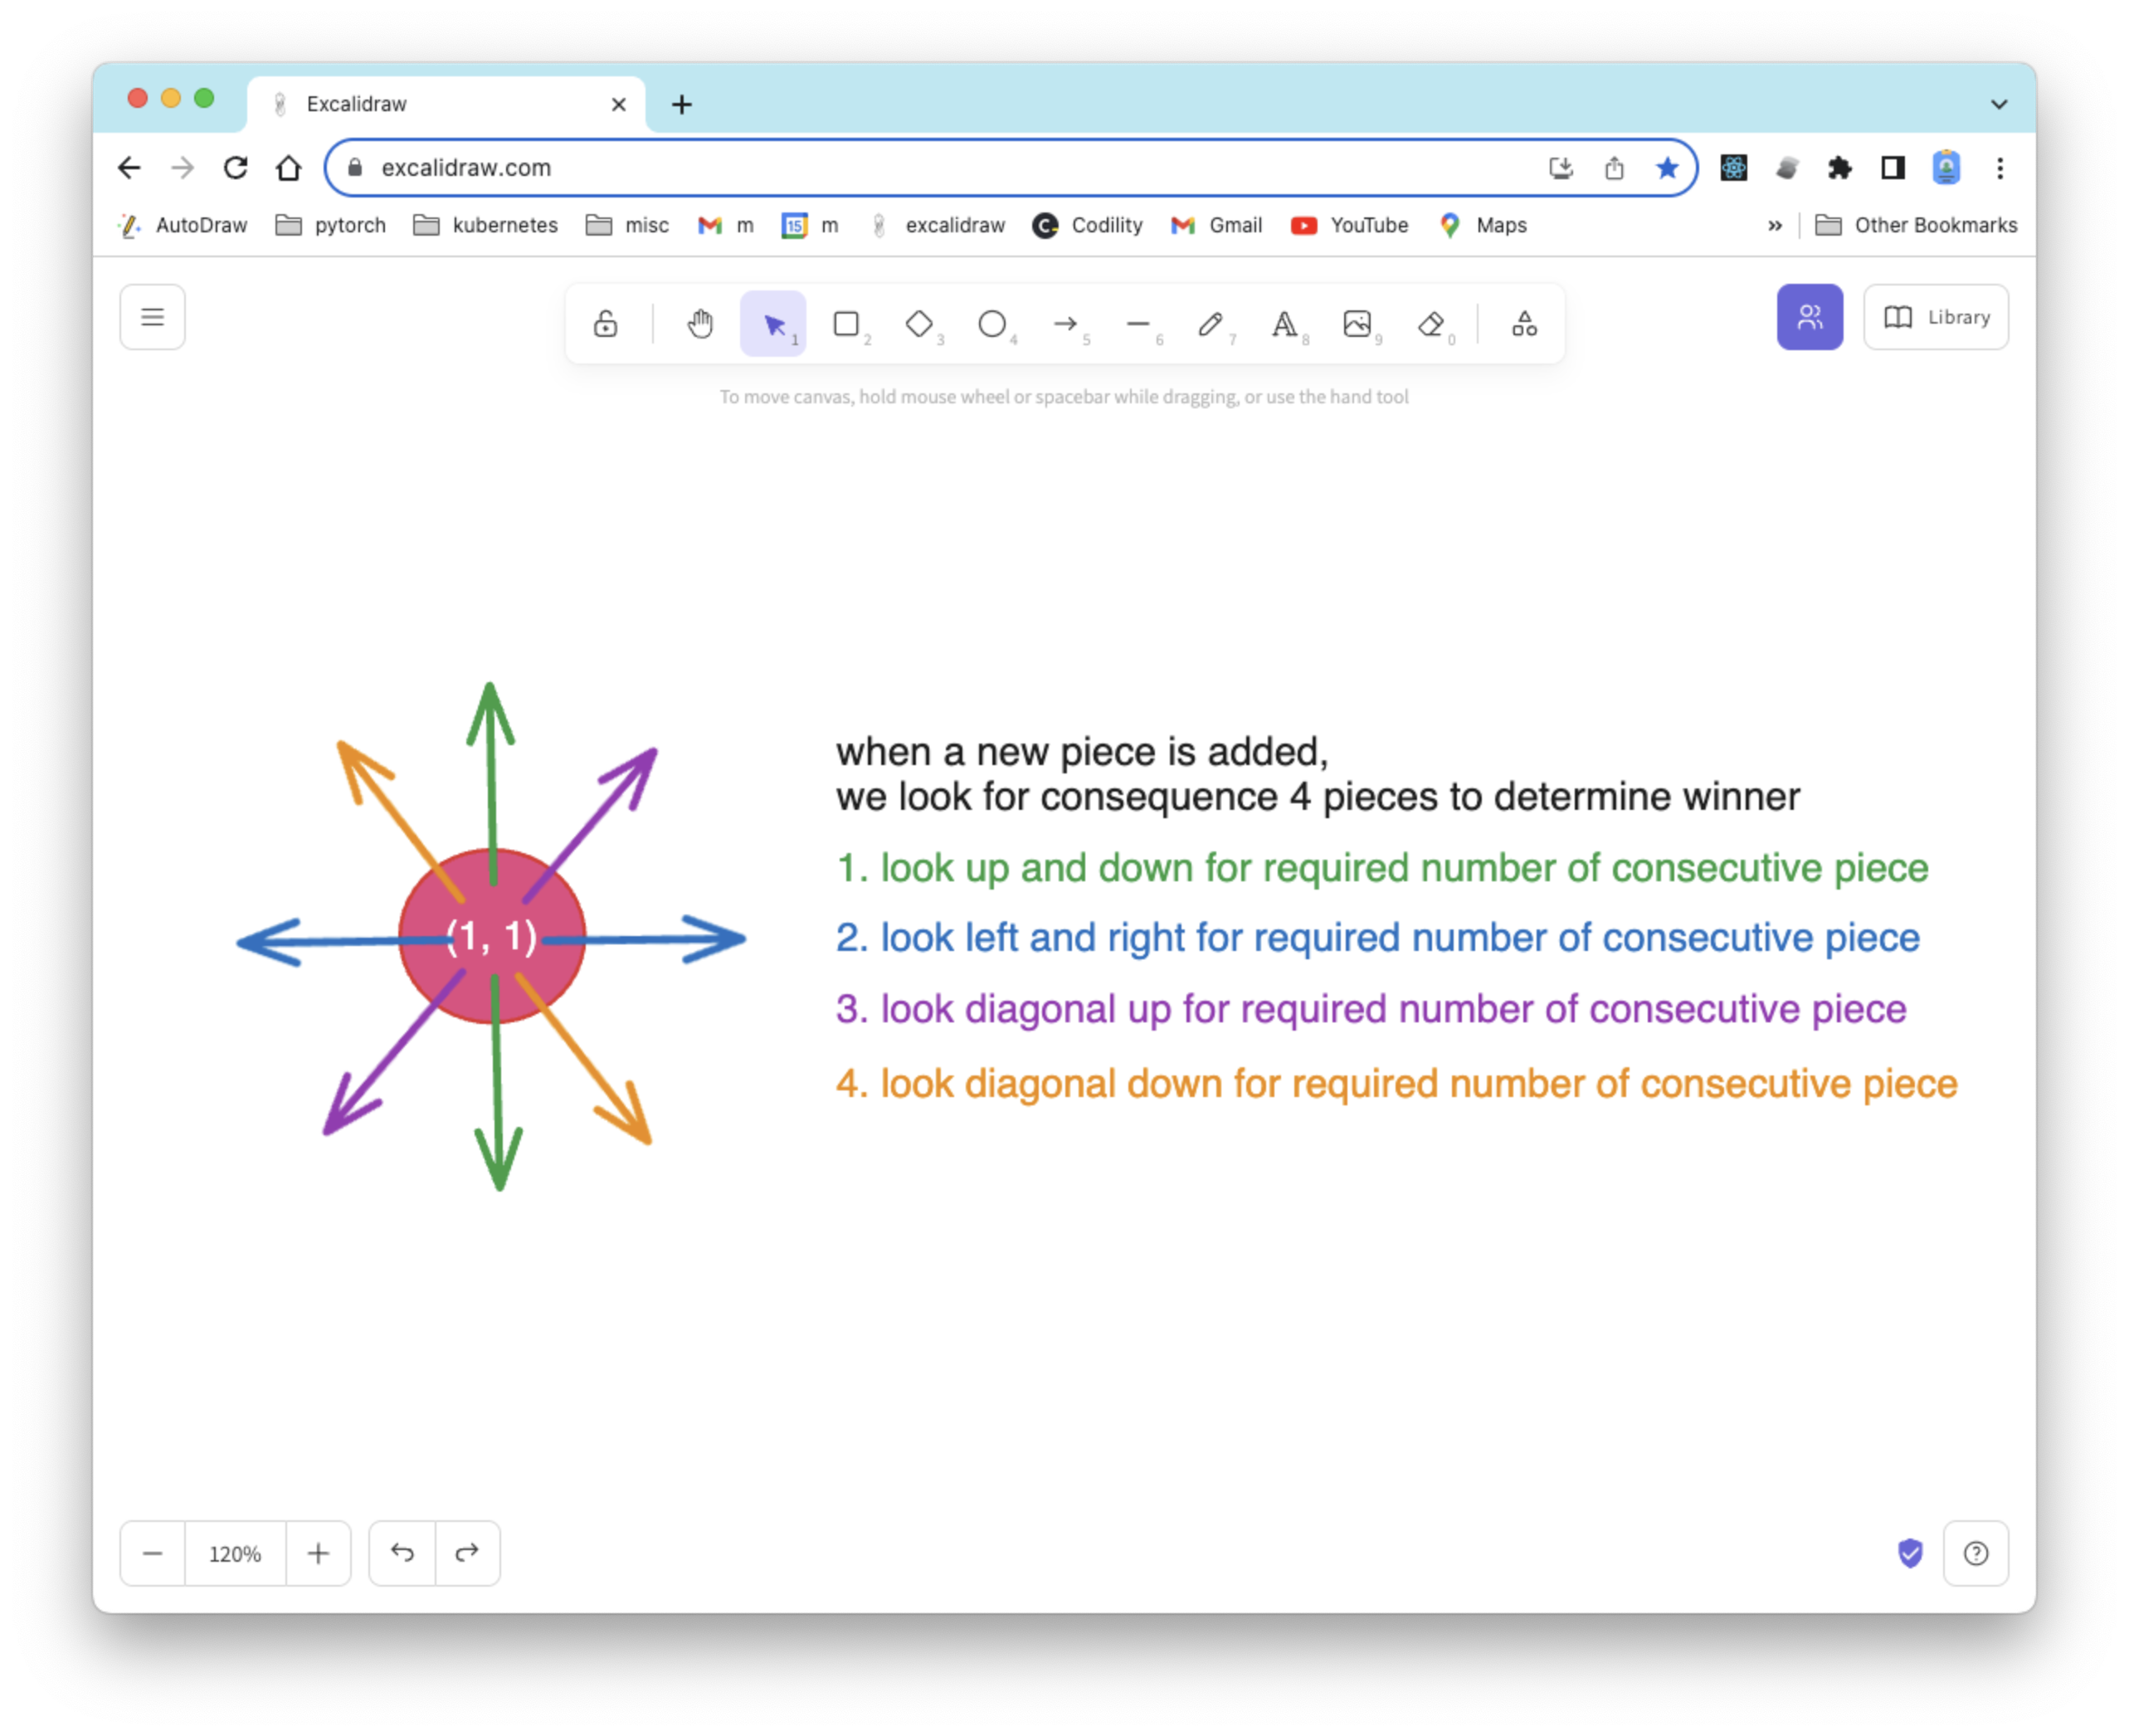 Excalidraw
excalidraw.com
AutoDraw pytorch kubernetes misc m 15 m excalidraw C Codility Gmail YouTube Maps » Other Bookmarks
1 2 3 4 5 6 7 A 8 9 0 Library
To move canvas, hold mouse wheel or spacebar while dragging, or use the hand tool
when a new piece is added,
we look for consequence 4 pieces to determine winner
1. look up and down for required number of consecutive piece
(1, 1)
2. look left and right for required number of consecutive piece
3. look diagonal up for required number of consecutive piece
4. look diagonal down for required number of consecutive piece
120%